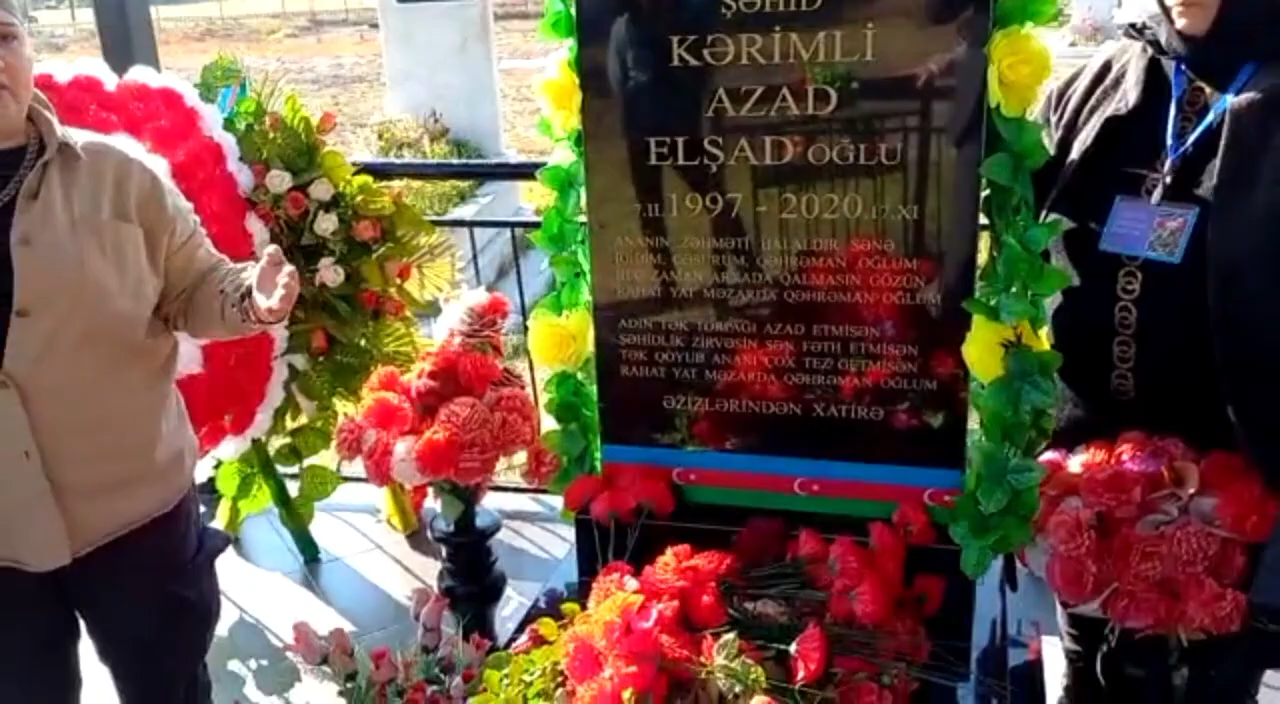 ŞƏHİD
KƏRİMLİ
AZAD
ELŞAD OĞLU
7.II.1997 - 2020.17.XI
ANANIN ZƏHMƏTİ HALALDIR SƏNƏ
İGİDİM, CƏSURUM, QƏHRƏMAN OĞLUM
HEÇ ZAMAN ARXADA QALMASIN GÖZÜN
RAHAT YAT MƏZARDA QƏHRƏMAN OĞLUM
ADIN TƏK TORPAĞI AZAD ETMİSƏN
ŞƏHİDLİK ZİRVƏSİN SƏN FƏTH ETMİSƏN
TƏK QOYUB ANANI ÇOX TEZ GETMİSƏN
RAHAT YAT MƏZARDA QƏHRƏMAN OĞLUM
ƏZİZLƏRİNDƏN XATİRƏ